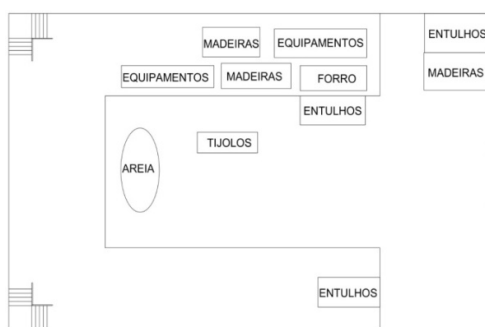 MADEIRAS
EQUIPAMENTOS
ENTULHOS
EQUIPAMENTOS
MADEIRAS
FORRO
MADEIRAS
ENTULHOS
TIJOLOS
AREIA
ENTULHOS